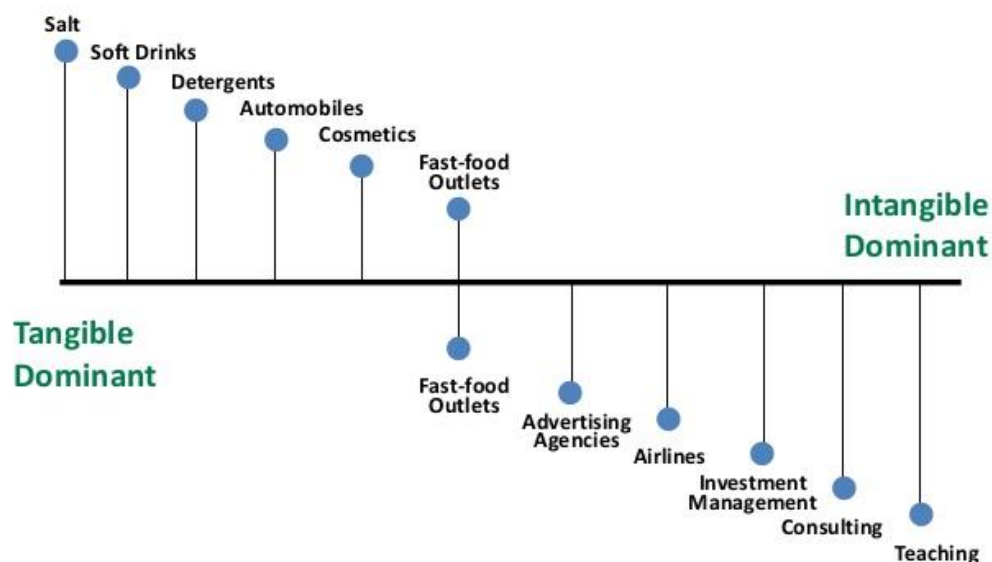 Salt
Soft Drinks
Detergents
Automobiles
Cosmetics
Fast-food
Outlets
Intangible
Dominant
Tangible
Dominant
Fast-food
Outlets
Advertising
Agencies
Airlines
Investment
Management
Consulting
Teaching